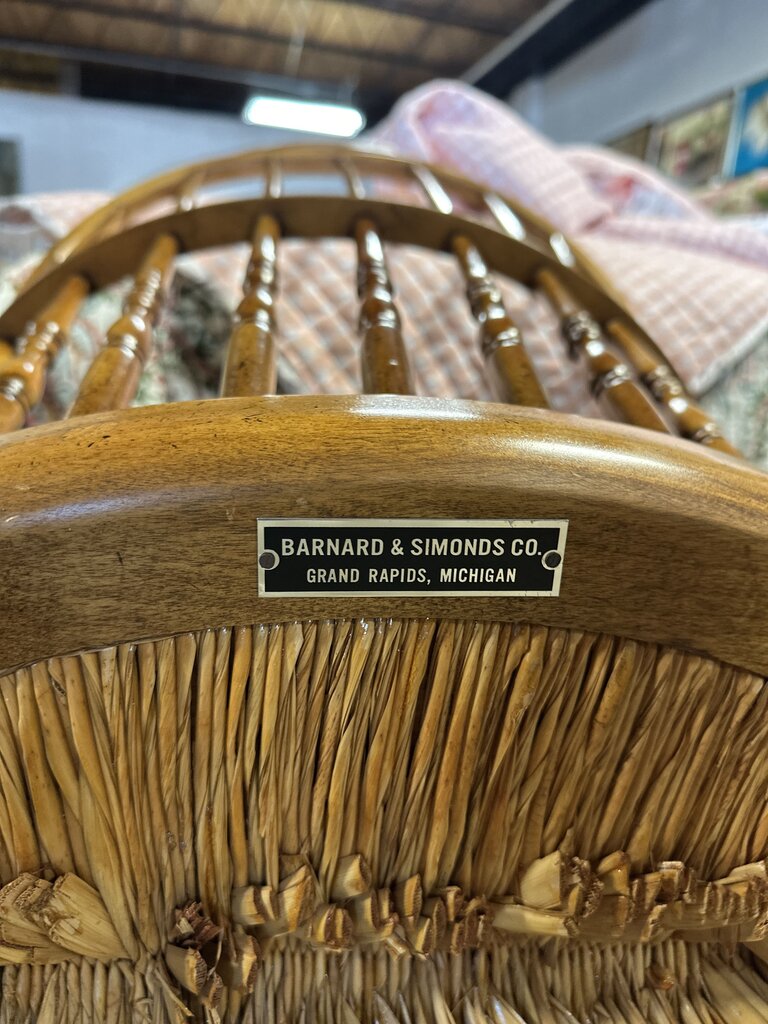 BARNARD & SIMONDS CO.
GRAND RAPIDS, MICHIGAN